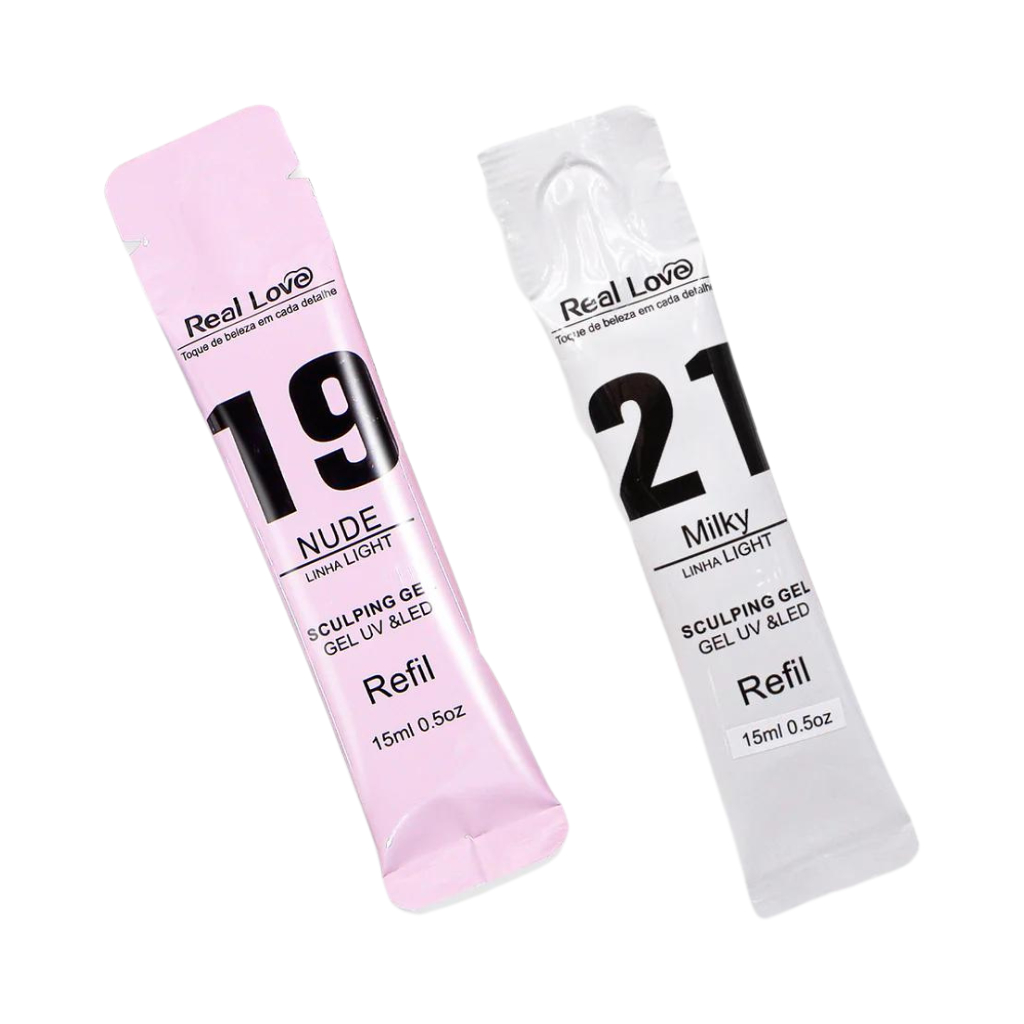 Real Love
Toque de beleza em cada detalhe
19
NUDE
LINHA LIGHT
SCULPING GEL
GEL UV &LED
Refil
15ml 0.5oz
Real Love
Toque de beleza em cada detalhe
21
Milky
LINHA LIGHT
SCULPING GEL
GEL UV &LED
Refil
15ml 0.5oz